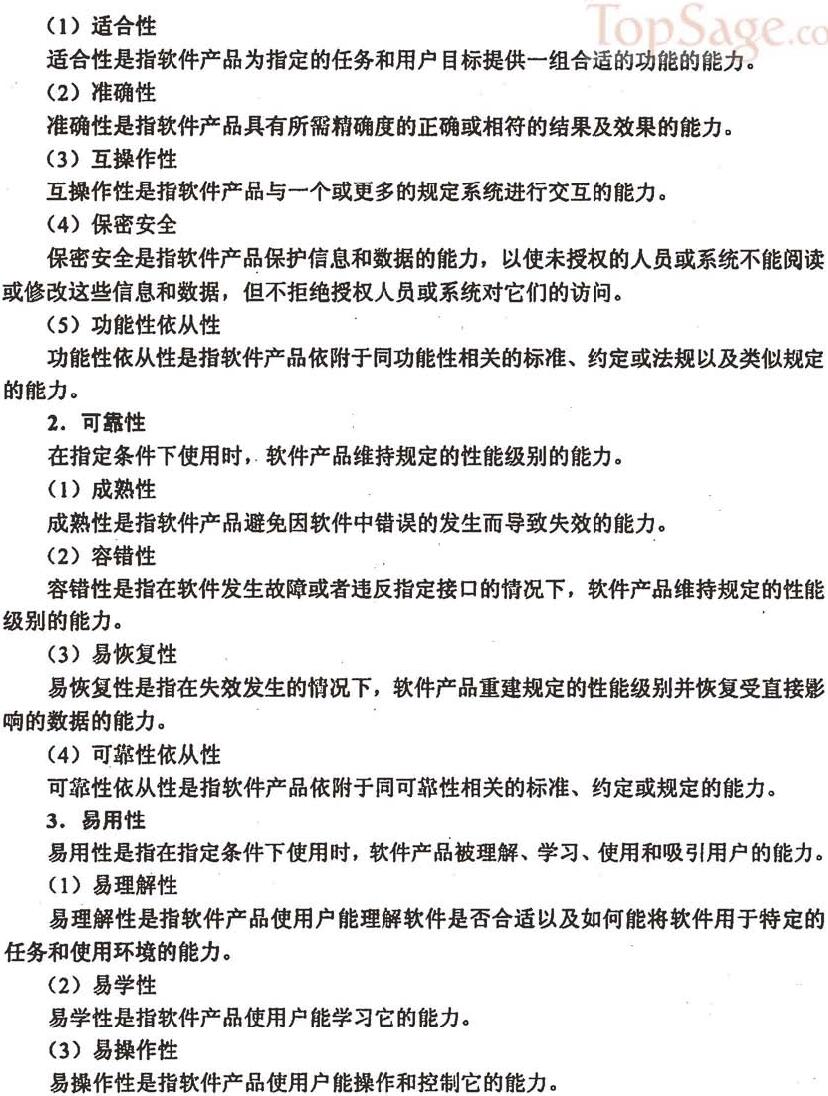 TopSage.co
（1）适合性
适合性是指软件产品为指定的任务和用户目标提供一组合适的功能的能力。
（2）准确性
准确性是指软件产品具有所需精确度的正确或相符的结果及效果的能力。
（3）互操作性
互操作性是指软件产品与一个或更多的规定系统进行交互的能力。
（4）保密安全
保密安全是指软件产品保护信息和数据的能力，以使未授权的人员或系统不能阅读
或修改这些信息和数据，但不拒绝授权人员或系统对它们的访问。
（5）功能性依从性
功能性依从性是指软件产品依附于同功能性相关的标准、约定或法规以及类似规定
的能力。
2．可靠性
在指定条件下使用时，软件产品维持规定的性能级别的能力。
（1）成熟性
成熟性是指软件产品避免因软件中错误的发生而导致失效的能力。
（2）容错性
容错性是指在软件发生故障或者违反指定接口的情况下，软件产品维持规定的性能
级别的能力。
（3）易恢复性
易恢复性是指在失效发生的情况下，软件产品重建规定的性能级别并恢复受直接影
响的数据的能力。
（4）可靠性依从性
可靠性依从性是指软件产品依附于同可靠性相关的标准、约定或规定的能力。
3．易用性
易用性是指在指定条件下使用时，软件产品被理解、学习、使用和吸引用户的能力。
（1）易理解性
易理解性是指软件产品使用户能理解软件是否合适以及如何能将软件用于特定的
任务和使用环境的能力。
（2）易学性
易学性是指软件产品使用户能学习它的能力。
（3）易操作性
易操作性是指软件产品使用户能操作和控制它的能力。